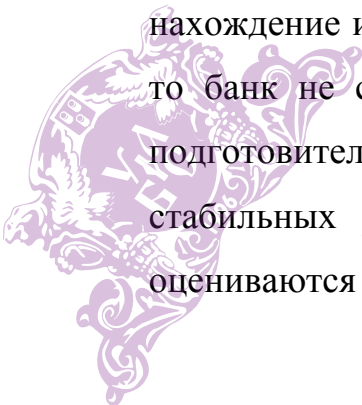 нахождение и
то банк не с
подготовител
стабильных
оцениваются